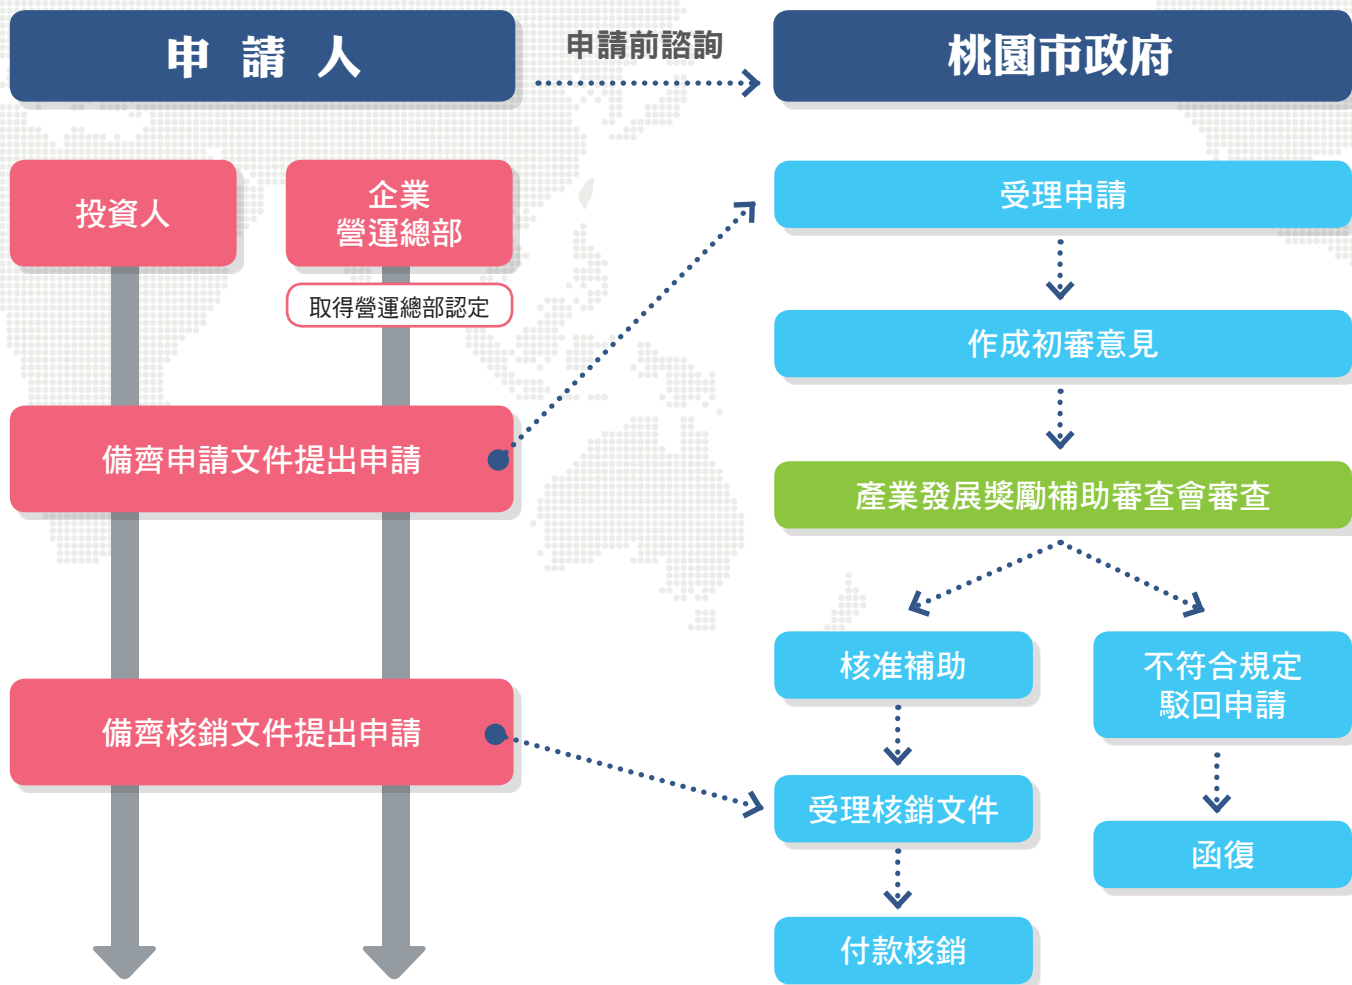 申請人
申請前諮詢
桃園市政府
投資人
企業
營運總部
取得營運總部認定
備齊申請文件提出申請
備齊核銷文件提出申請
受理申請
作成初審意見
產業發展獎勵補助審查會審查
核准補助
不符合規定
駁回申請
受理核銷文件
函復
付款核銷